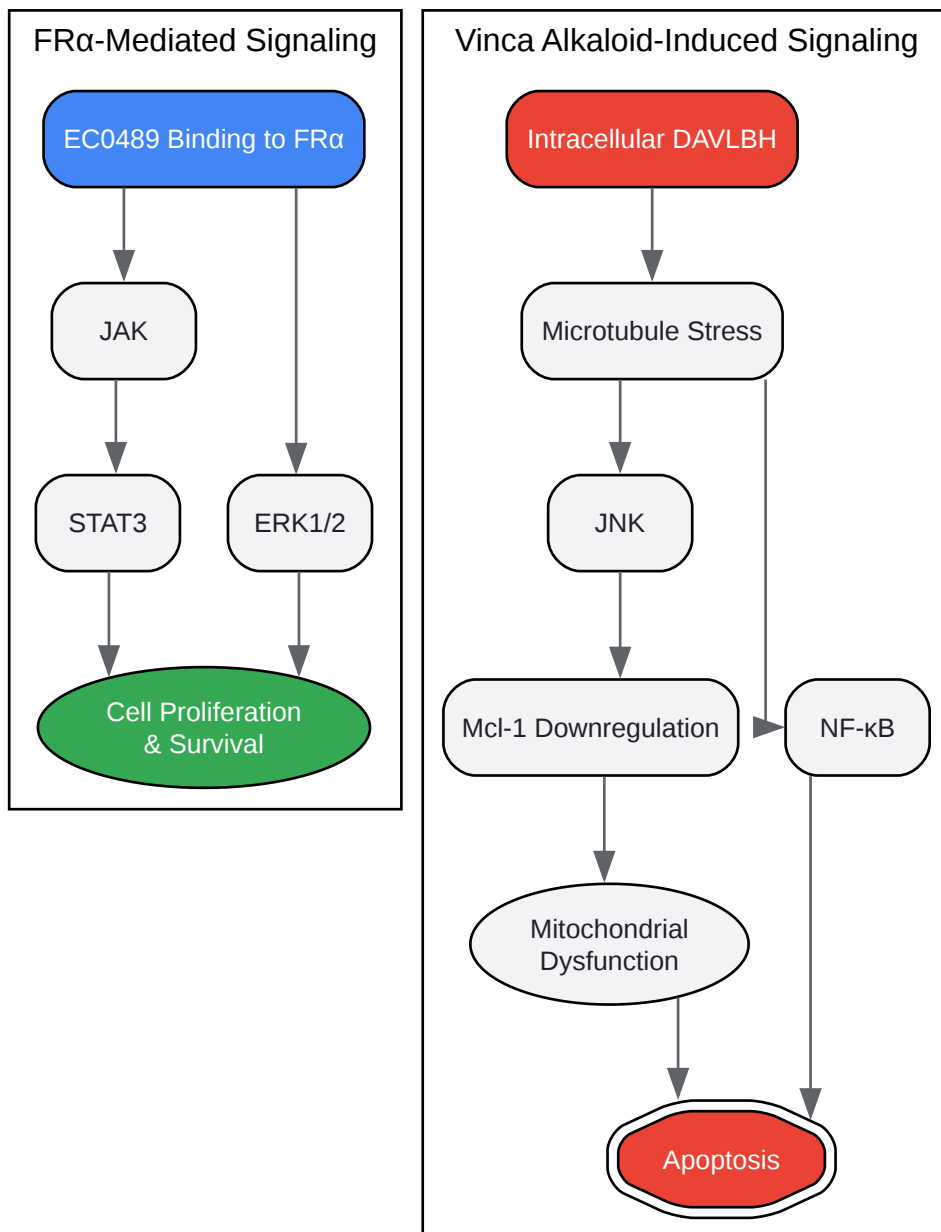 FRα-Mediated Signaling
EC0489 Binding to FRα
JAK
STAT3
ERK1/2
Cell Proliferation
& Survival
Vinca Alkaloid-Induced Signaling
Intracellular DAVLBH
Microtubule Stress
JNK
Mcl-1 Downregulation
NF-κB
Mitochondrial
Dysfunction
Apoptosis